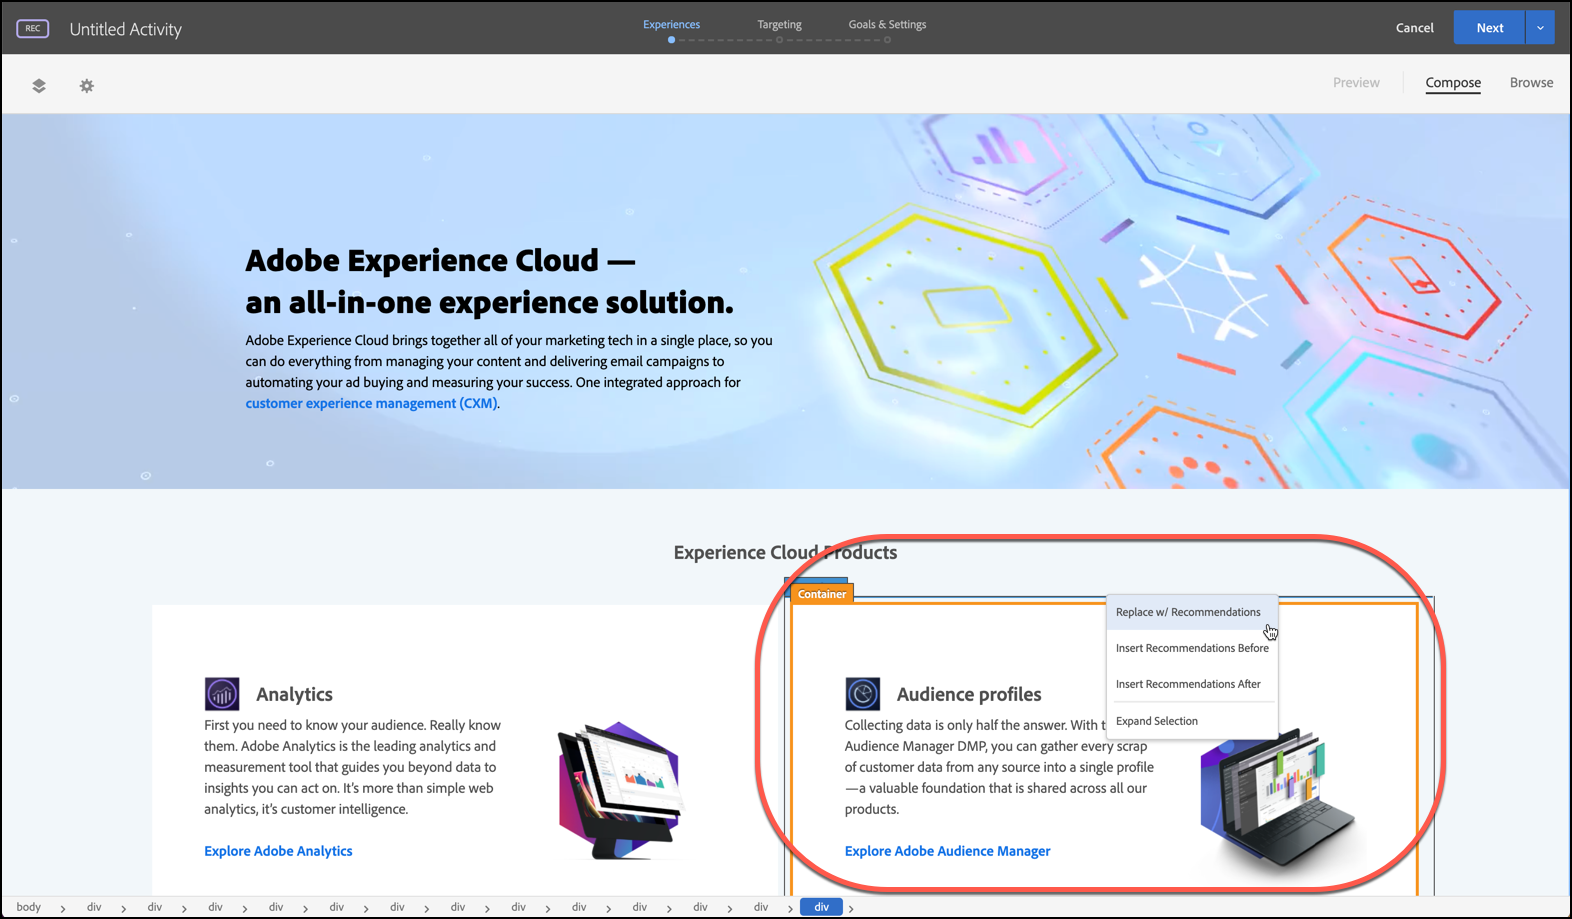 REC
Untitled Activity
Experiences
Targeting
Goals & Settings
Cancel
Next
Preview
Compose
Browse
Adobe Experience Cloud —
an all-in-one experience solution.
Adobe Experience Cloud brings together all of your marketing tech in a single place, so you
can do everything from managing your content and delivering email campaigns to
automating your ad buying and measuring your success. One integrated approach for
customer experience management (CXM).
Experience Cloud Products
Container
Replace w/ Recommendations
Insert Recommendations Before
Insert Recommendations After
Expand Selection
Analytics
First you need to know your audience. Really know
them. Adobe Analytics is the leading analytics and
measurement tool that guides you beyond data to
insights you can act on. It's more than simple web
analytics, it's customer intelligence.
Explore Adobe Analytics
Audience profiles
Collecting data is only half the answer. With
Audience Manager DMP, you can gather every scrap
of customer data from any source into a single profile
—a valuable foundation that is shared across all our
products.
Explore Adobe Audience Manager
body > div > div > div > div > div > div > div > div > div > div > div > div > div >